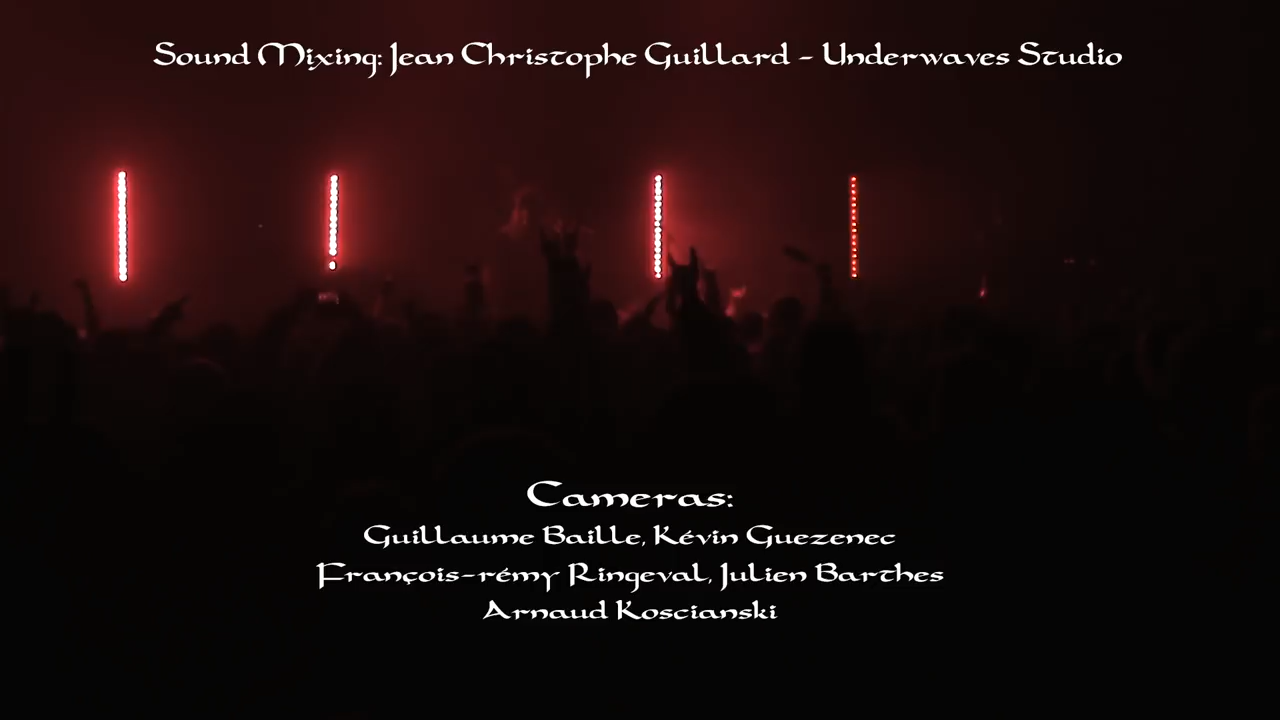 Sound Mixing: Jean Christophe Guillard - Underwaves Studio
Cameras:
Guillaume Baille, Kévin Guezenec
François-rémy Ringeval, Julien Barthes
Arnaud Koscianski